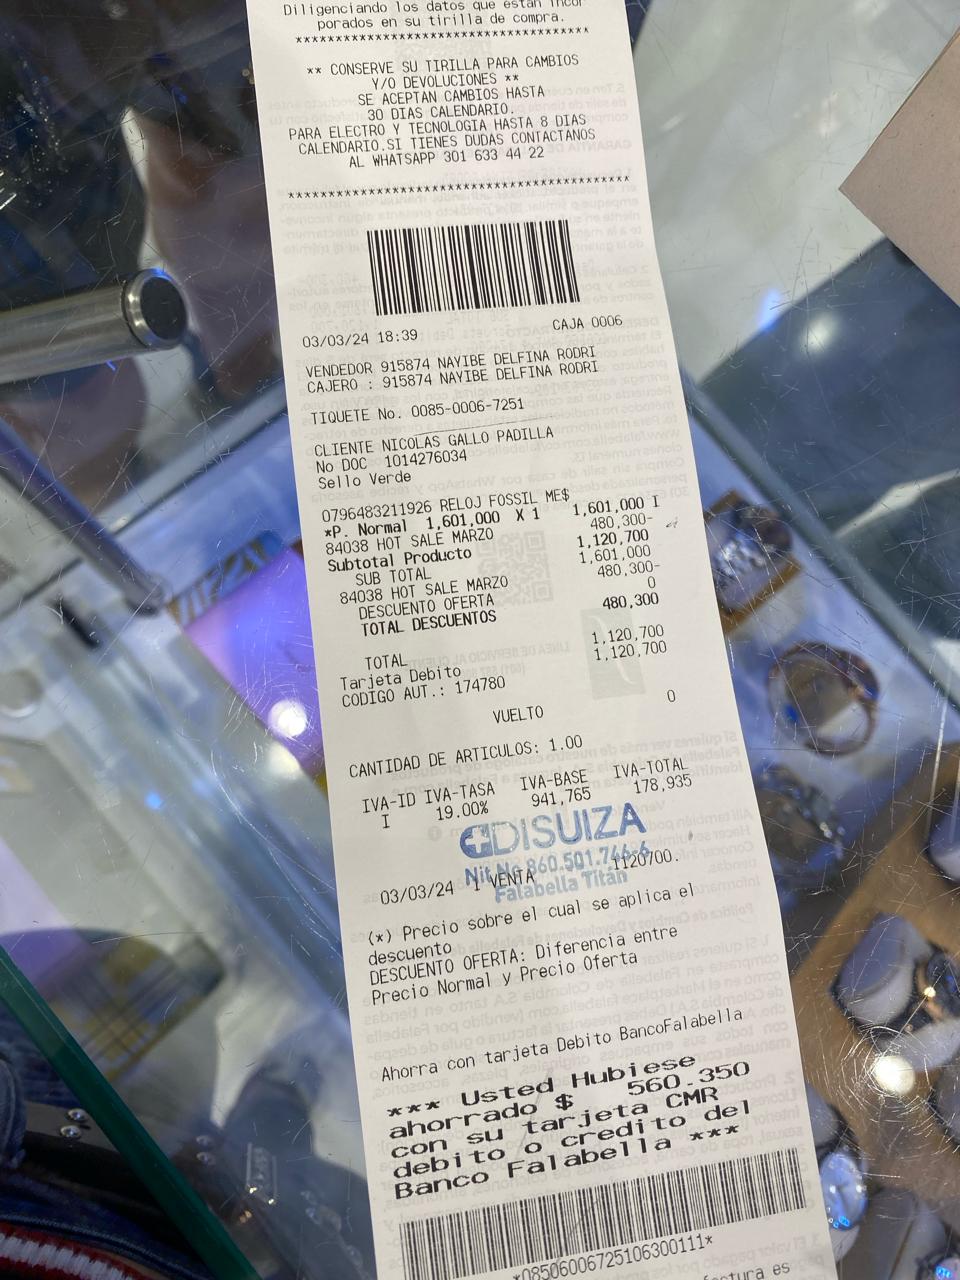 Diligenciando los datos que están incor
porados en su tirilla de compra.
****************************************
** CONSERVE SU TIRILLA PARA CAMBIOS
Y/O DEVOLUCIONES **
SE ACEPTAN CAMBIOS HASTA
30 DIAS CALENDARIO.
PARA ELECTRO Y TECNOLOGIA HASTA 8 DIAS
CALENDARIO.SI TIENES DUDAS CONTACTANOS
AL WHATSAPP 301 633 44 22
****************************************
03/03/24 18:39 CAJA 0006
VENDEDOR 915874 NAYIBE DELFINA RODRI
CAJERO : 915874 NAYIBE DELFINA RODRI
TIQUETE No. 0085-0006-7251
CLIENTE NICOLAS GALLO PADILLA
No DOC 1014276034
Sello Verde
0796483211926 RELOJ FOSSIL ME$
*P. Normal 1,601,000 X 1 1,601,000 I
84038 HOT SALE MARZO 480,300-
Subtotal Producto 1,120,700
SUB TOTAL 1,601,000
84038 HOT SALE MARZO 480,300-
DESCUENTO OFERTA 0
TOTAL DESCUENTOS 480,300
TOTAL 1,120,700
Tarjeta Debito 1,120,700
CODIGO AUT.: 174780
VUELTO 0
CANTIDAD DE ARTICULOS: 1.00
IVA-ID IVA-TASA IVA-BASE IVA-TOTAL
I 19.00% 941,765 178,935
DISUIZA
Nit No 860.501.746-6
Falabella Titán
03/03/24 1 VENTA 1120700.
(*) Precio sobre el cual se aplica el
descuento
DESCUENTO OFERTA: Diferencia entre
Precio Normal y Precio Oferta
Ahorra con tarjeta Debito BancoFalabella
*** Usted Hubiese
ahorrado $ 560.350
con su tarjeta CMR
debito o credito del
Banco Falabella ***
*08506006725106300111*